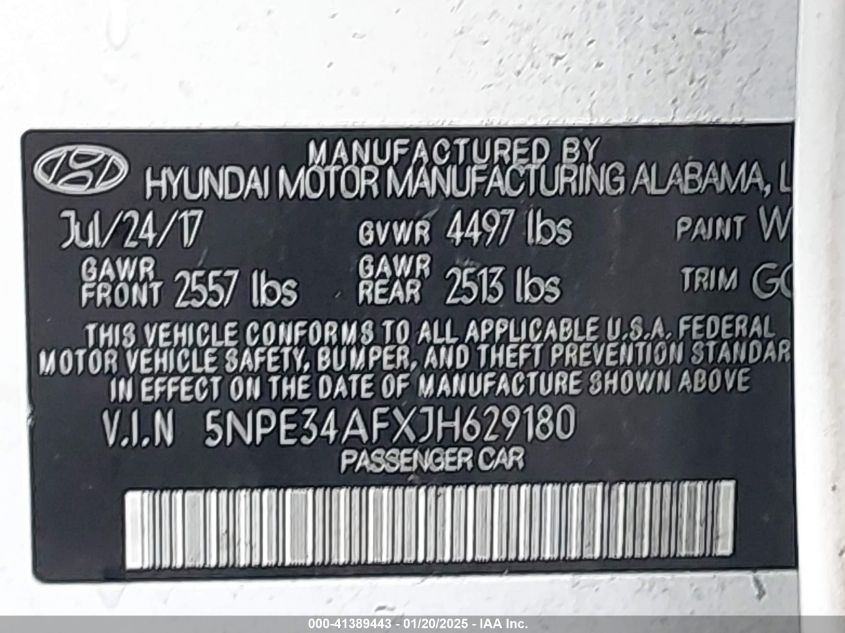 MANUFACTURED BY
HYUNDAI MOTOR MANUFACTURING ALABAMA, L
Jul/24/17 GVWR 4497 lbs PAINT W
GAWR FRONT 2557 lbs GAWR REAR 2513 lbs TRIM GO
THIS VEHICLE CONFORMS TO ALL APPLICABLE U.S.A. FEDERAL
MOTOR VEHICLE SAFETY, BUMPER, AND THEFT PREVENTION STANDAR
IN EFFECT ON THE DATE OF MANUFACTURE SHOWN ABOVE
V.I.N 5NPE34AFXJH629180
PASSENGER CAR
000-41389443 - 01/20/2025 - IAA Inc.